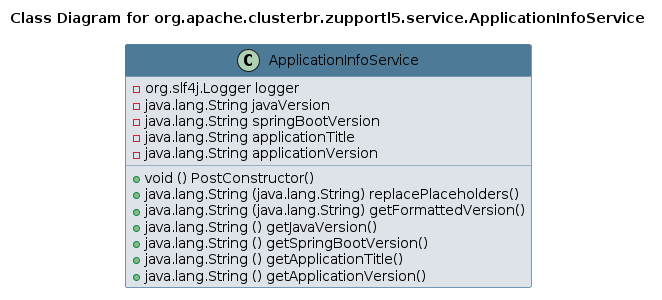 Class Diagram for org.apache.clusterbr.zupportl5.service.ApplicationInfoService
C ApplicationInfoService
org.slf4j.Logger logger
java.lang.String javaVersion
java.lang.String springBootVersion
java.lang.String applicationTitle
java.lang.String applicationVersion
void () PostConstructor()
java.lang.String (java.lang.String) replacePlaceholders()
java.lang.String (java.lang.String) getFormattedVersion()
java.lang.String () getJavaVersion()
java.lang.String () getSpringBootVersion()
java.lang.String () getApplicationTitle()
java.lang.String () getApplicationVersion()